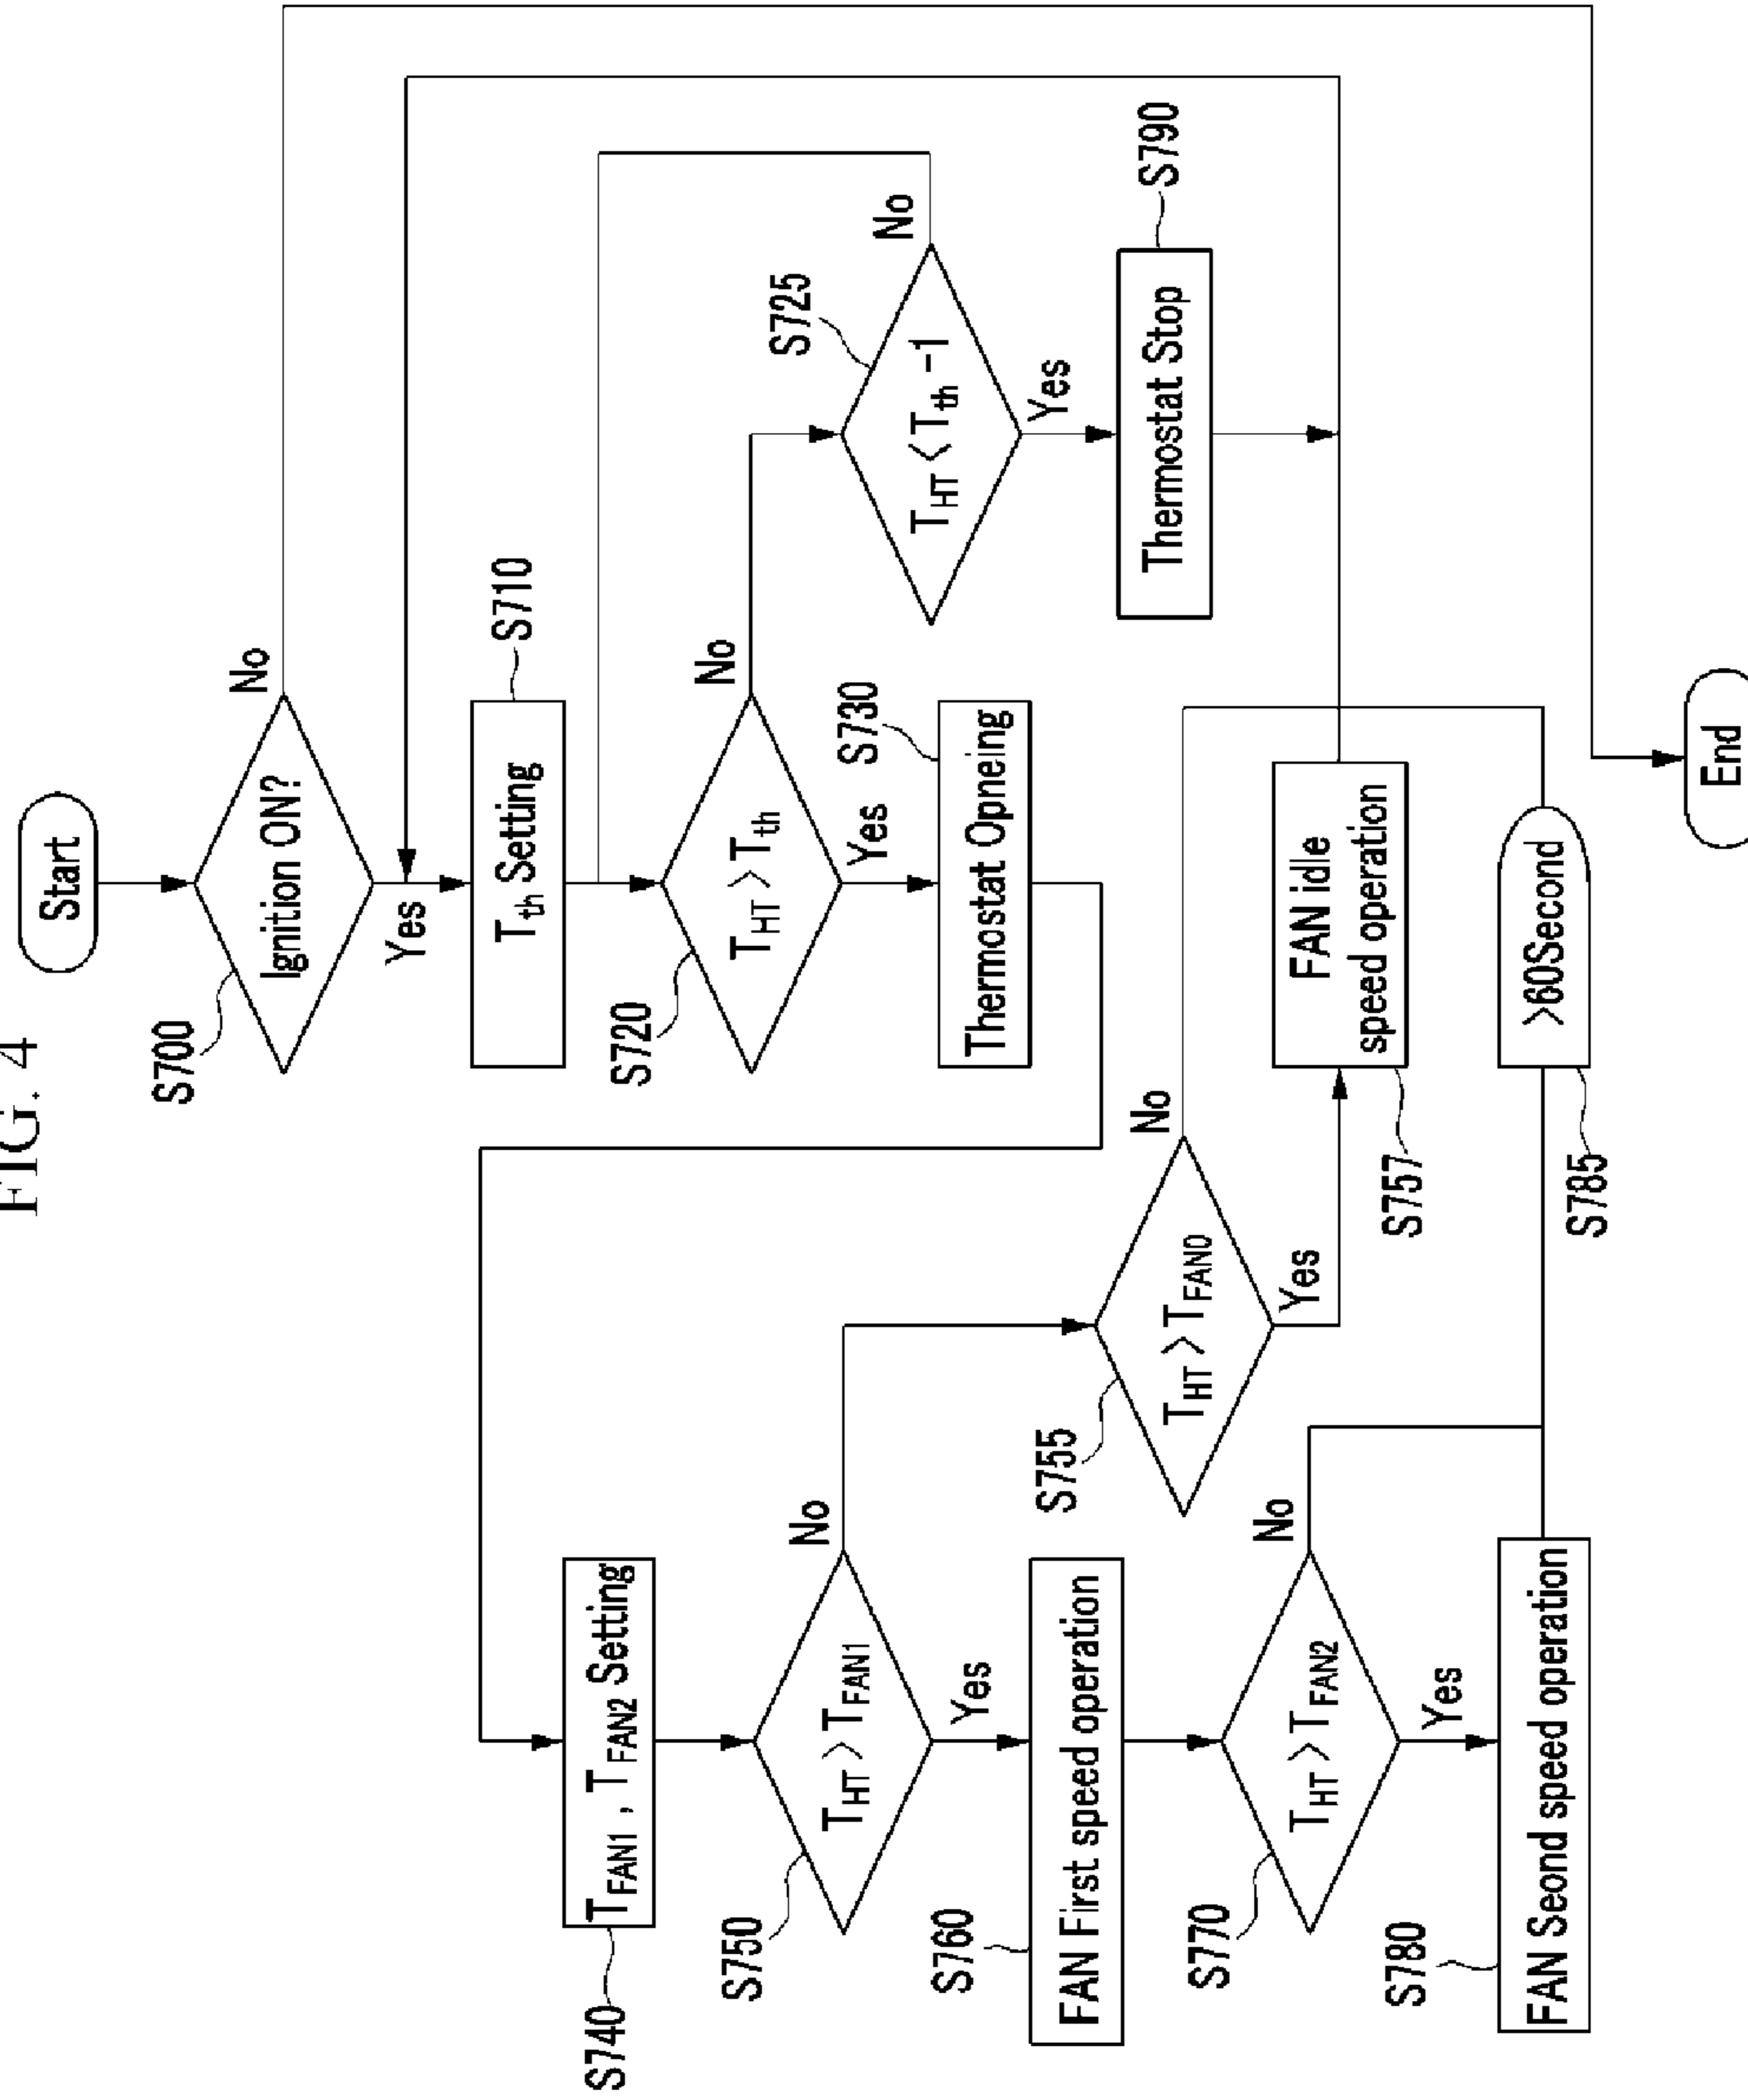 FIG. 4
Start
S700
Ignition ON?
No
Yes
T_th Setting
S710
S720
T_HT > T_th
No
Yes
S725
T_HT < T_th -1
No
Yes
S730
Thermostat Opneing
Thermostat Stop
S790
S740
T_FAN1 , T_FAN2 Setting
S750
T_HT > T_FAN1
No
Yes
S755
T_HT > T_FAN0
No
Yes
FAN idle
speed operation
S757
S760
FAN First speed operation
S770
T_HT > T_FAN2
No
Yes
S780
FAN Seond speed operation
>60Second
S785
End